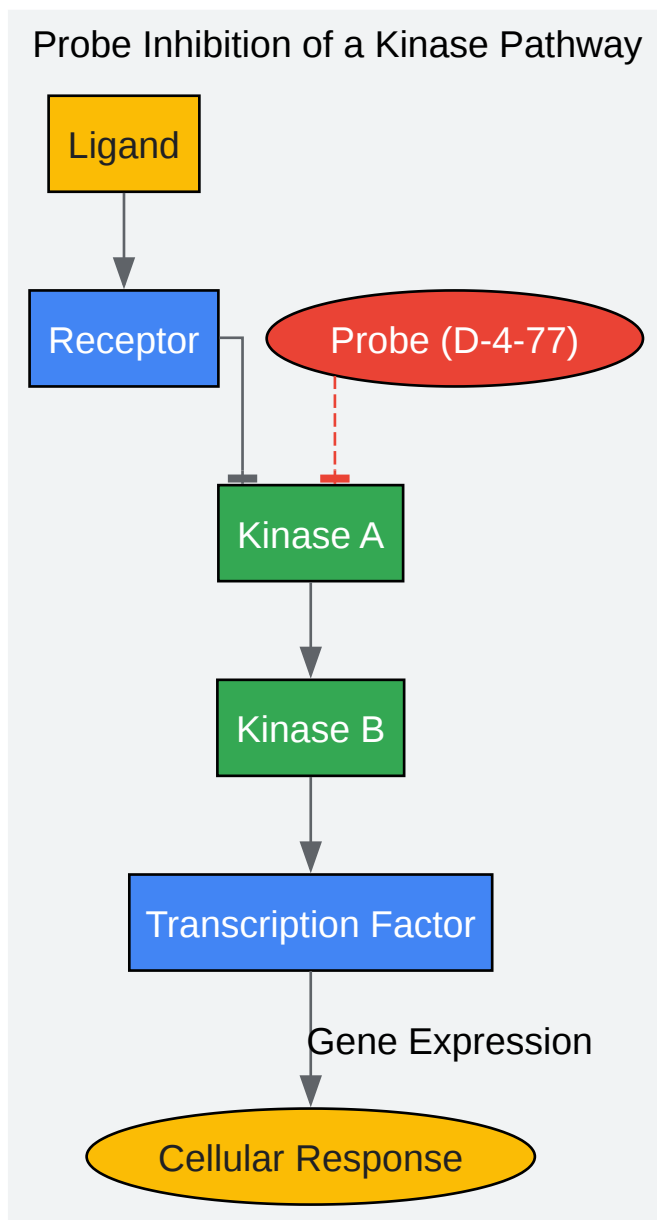 Probe Inhibition of a Kinase Pathway
Ligand
Receptor
Probe (D-4-77)
Kinase A
Kinase B
Transcription Factor
Gene Expression
Cellular Response